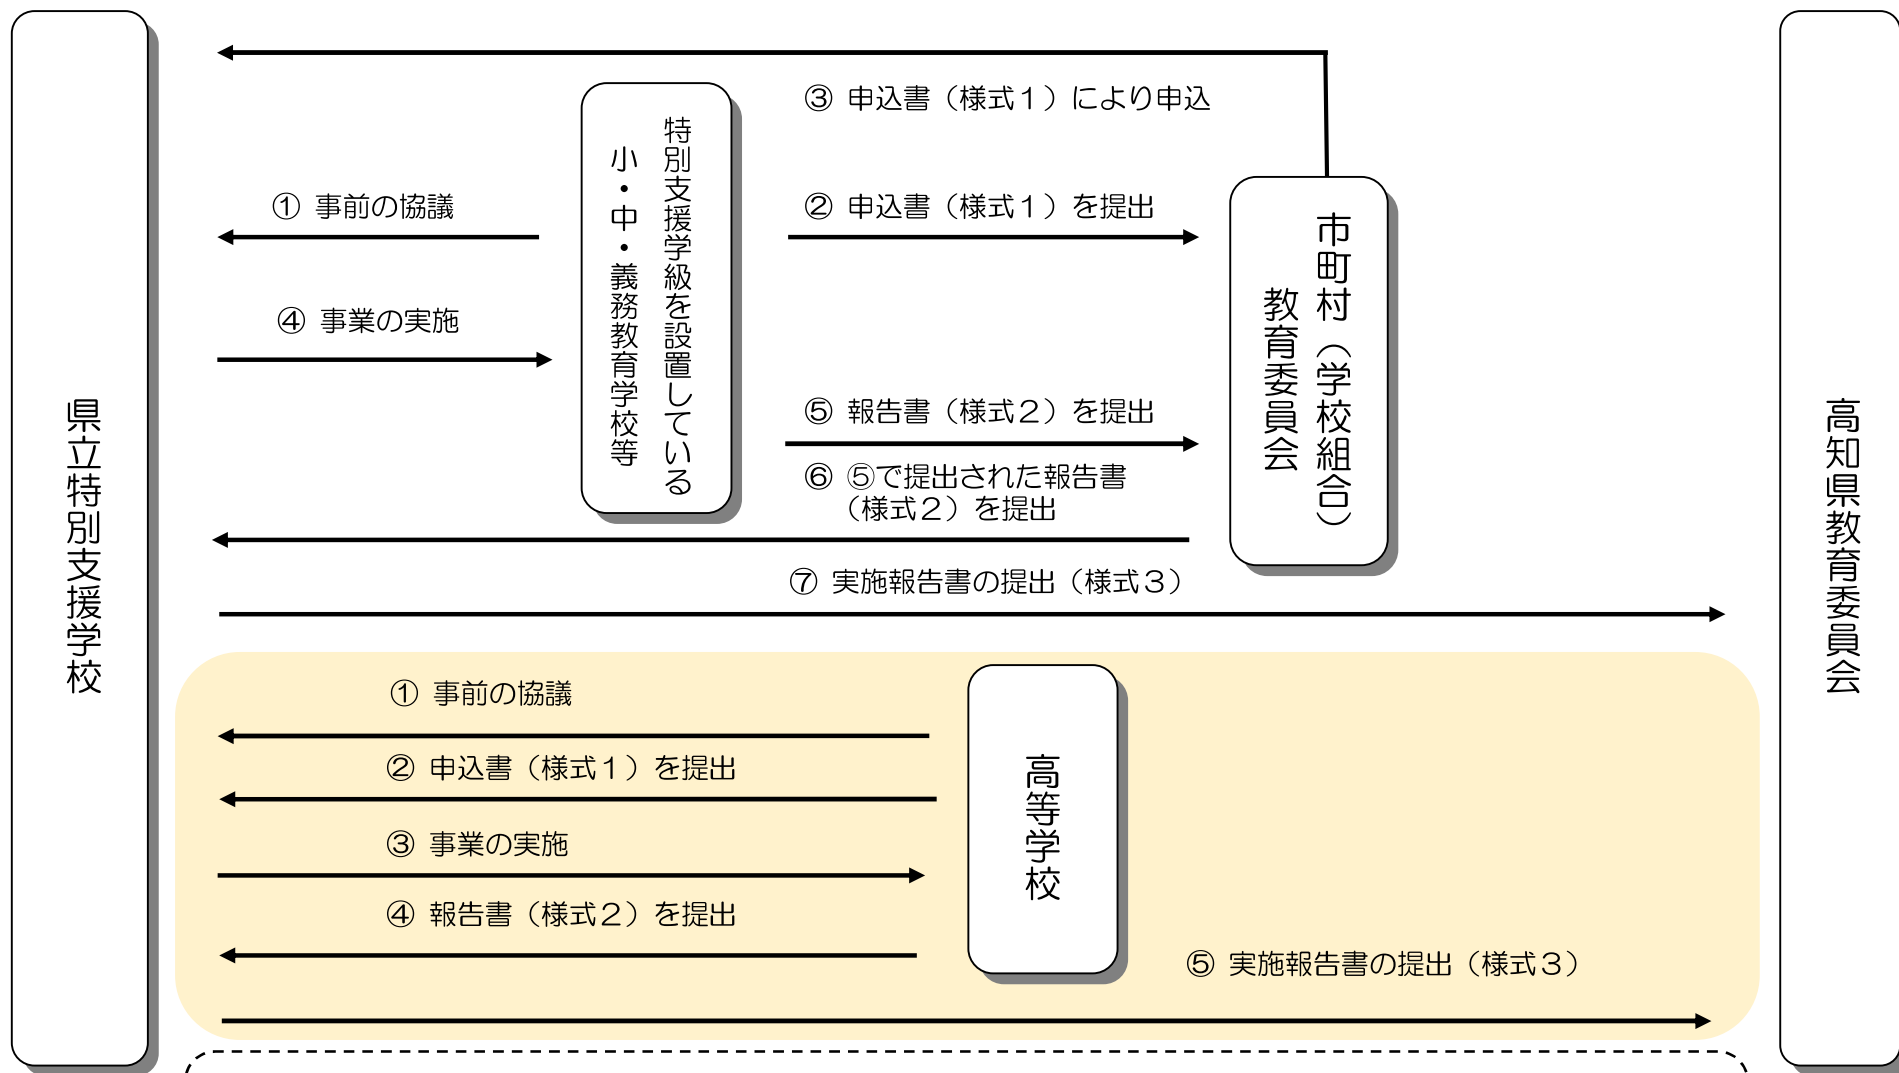 県立特別支援学校
③ 申込書（様式１）により申込
特別支援学級を設置している
小・中・義務教育学校等
① 事前の協議
② 申込書（様式１）を提出
市町村（学校組合）
教育委員会
④ 事業の実施
⑤ 報告書（様式２）を提出
⑥ ⑤で提出された報告書
（様式２）を提出
⑦ 実施報告書の提出（様式３）
高知県教育委員会
① 事前の協議
② 申込書（様式１）を提出
③ 事業の実施
④ 報告書（様式２）を提出
高等学校
⑤ 実施報告書の提出（様式３）